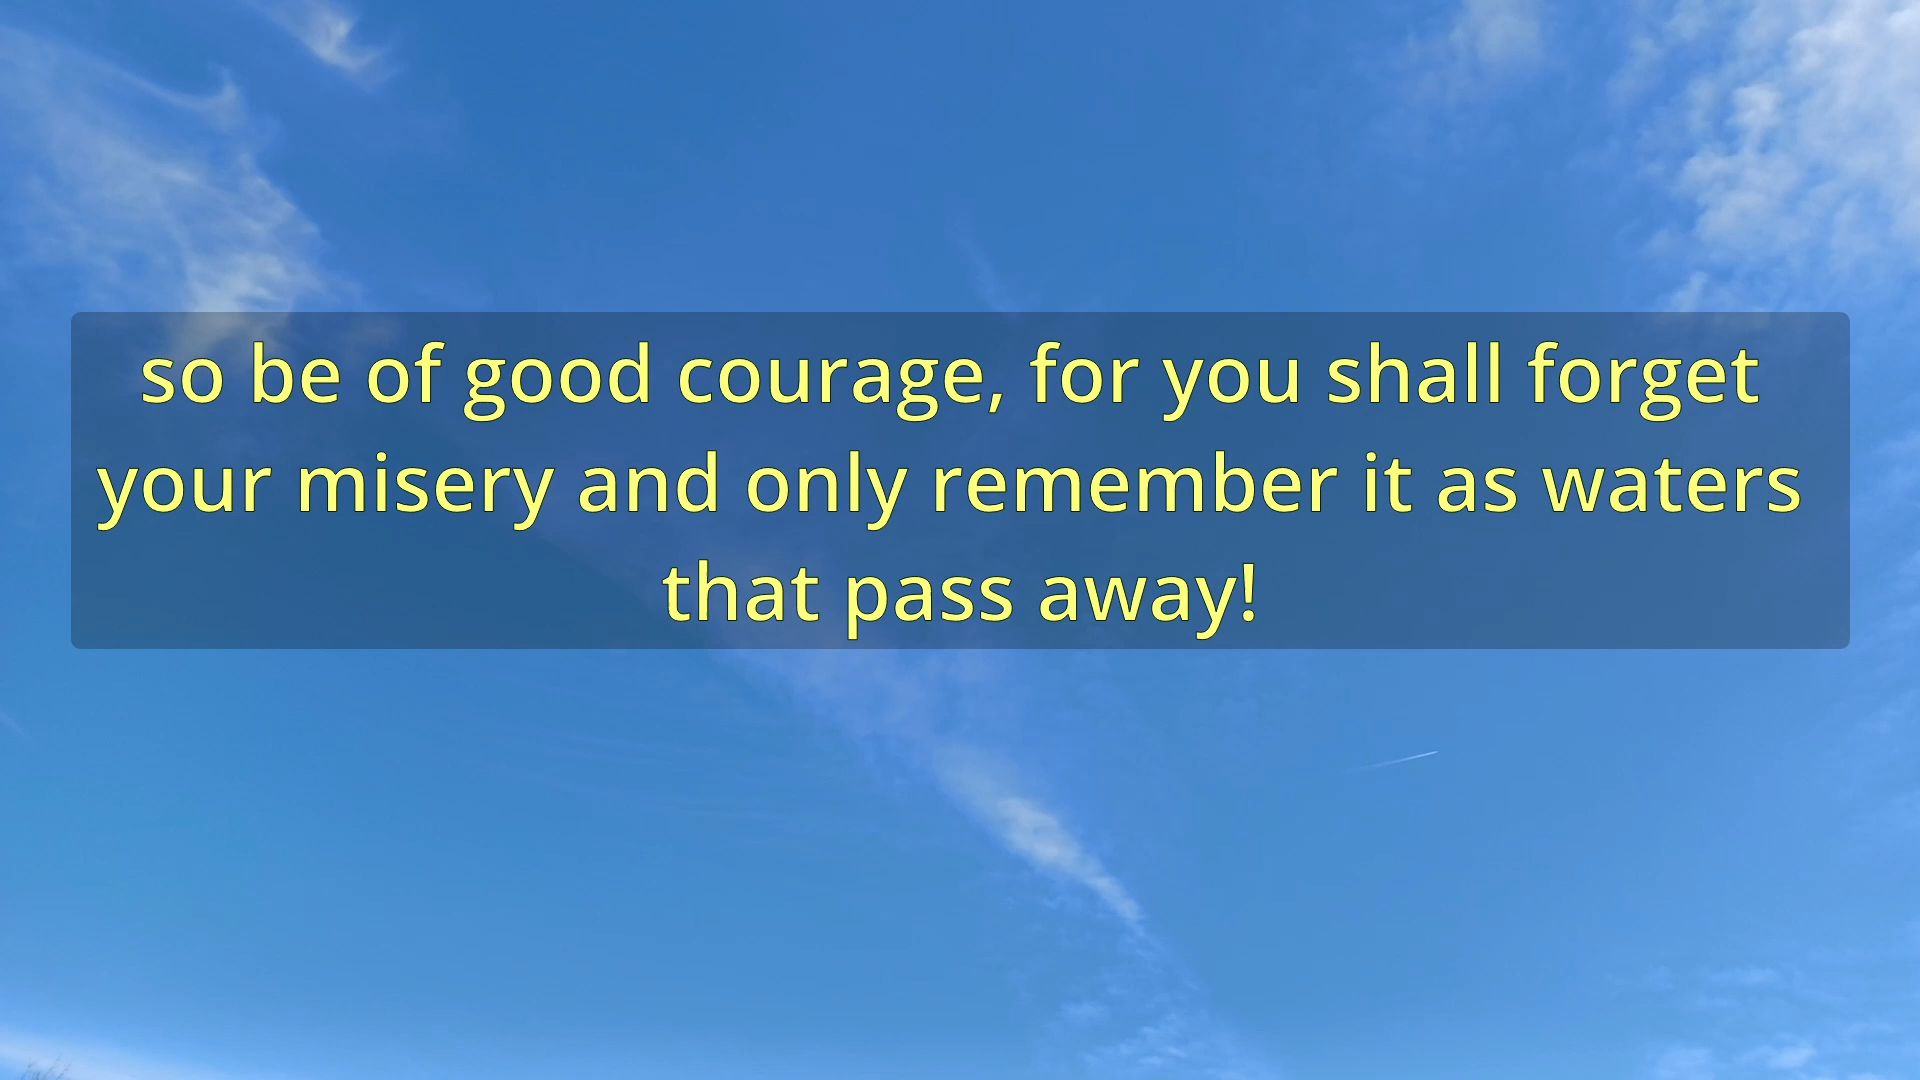 so be of good courage, for you shall forget
your misery and only remember it as waters
that pass away!